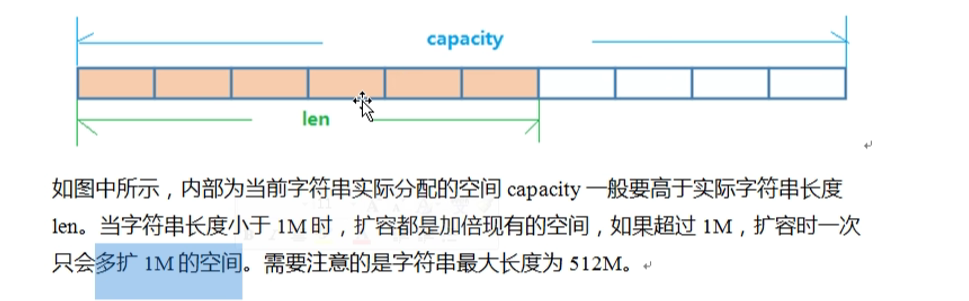 capacity
len
如图中所示，内部为当前字符串实际分配的空间 capacity 一般要高于实际字符串长度
len。当字符串长度小于 1M 时，扩容都是加倍现有的空间，如果超过 1M，扩容时一次
只会多扩 1M 的空间。需要注意的是字符串最大长度为 512M。